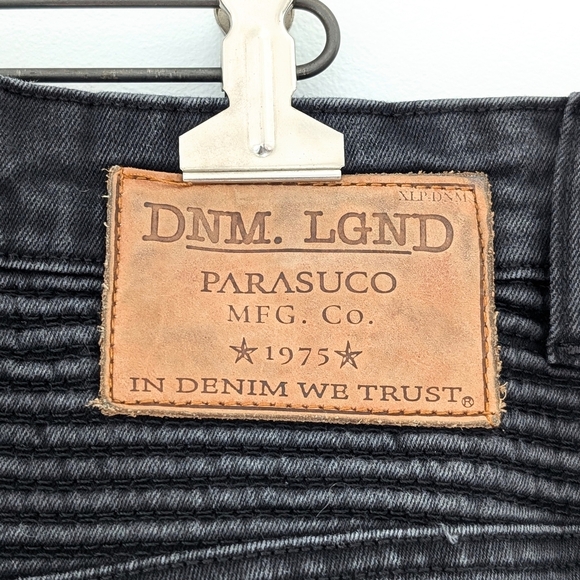 XLP-DNM
DNM. LGND
PARASUCO
MFG. Co.
★1975★
IN DENIM WE TRUST®